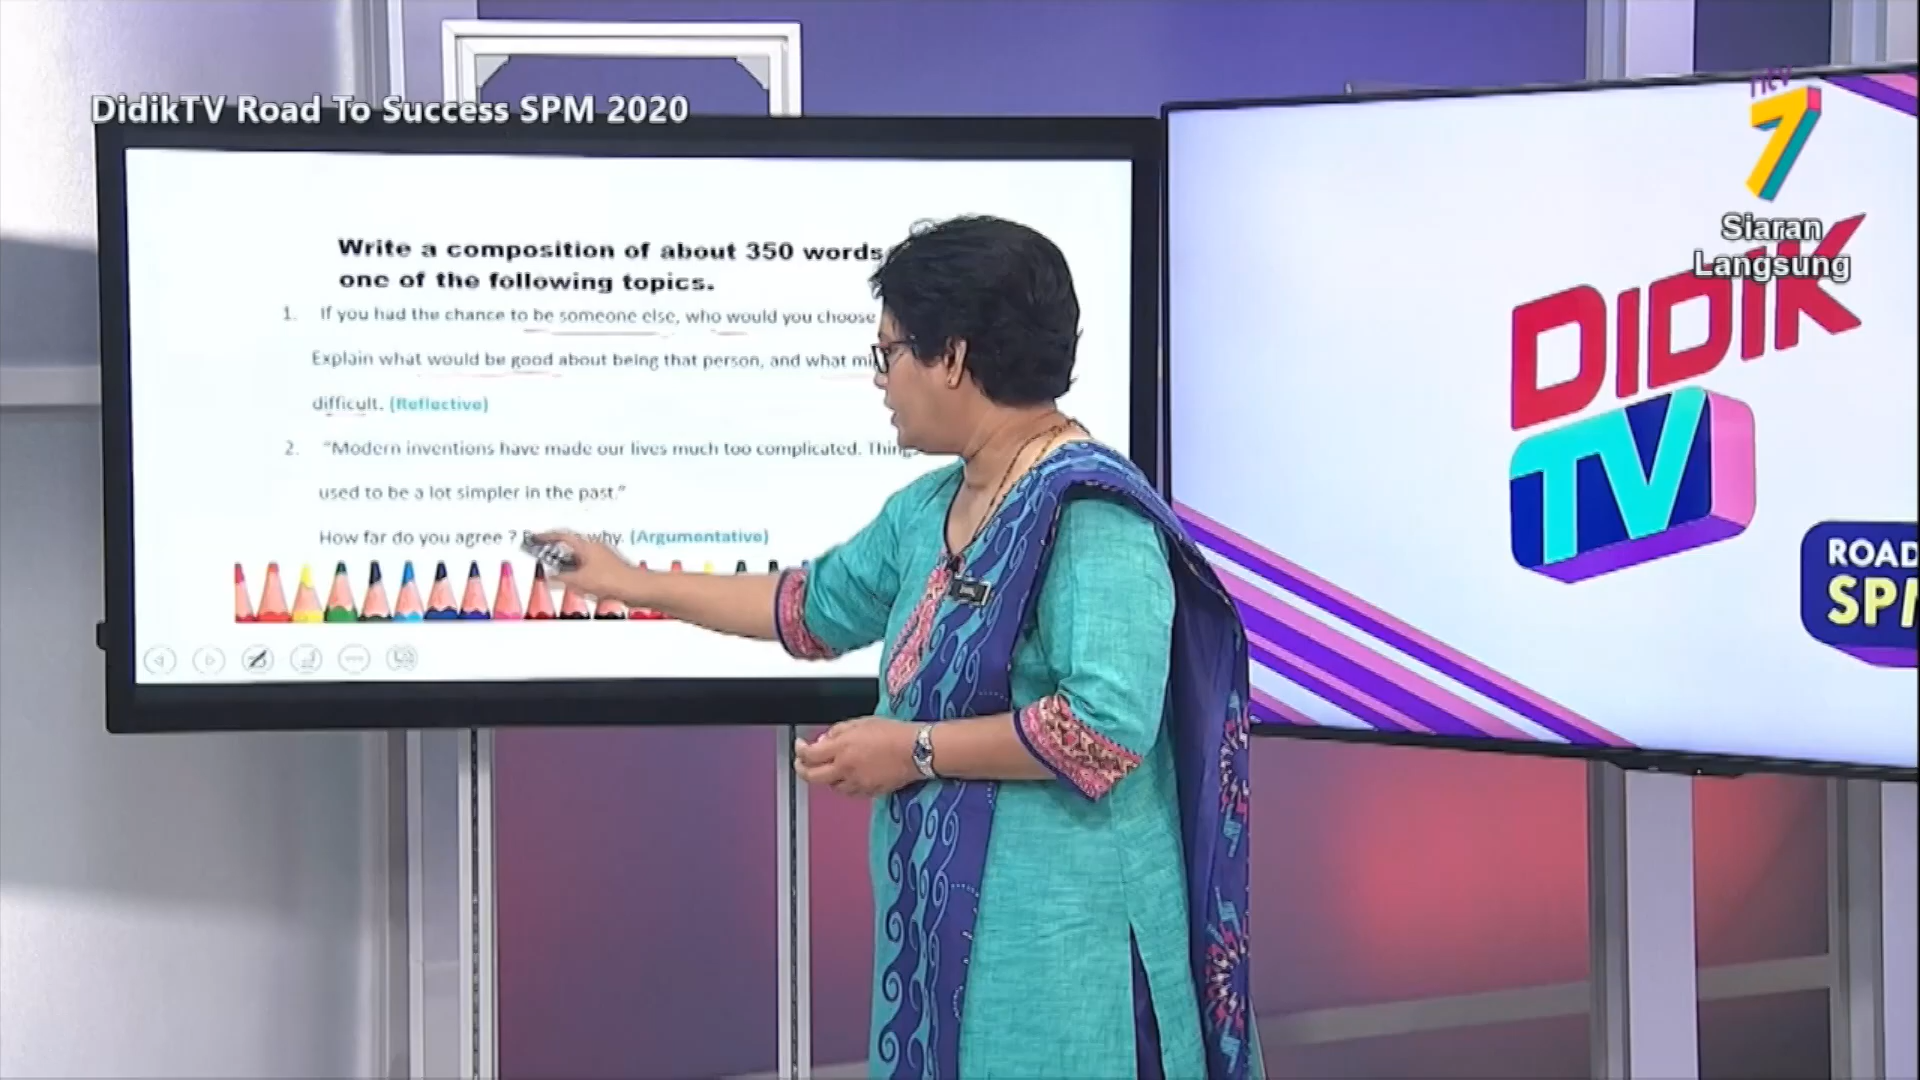 DidikTV Road To Success SPM 2020
ntv
7
Siaran
Langsung
Write a composition of about 350 words
one of the following topics.
1. If you had the chance to be someone else, who would you choose
Explain what would be good about being that person, and what
difficult. (Reflective)
2. “Modern inventions have made our lives much too complicated.
used to be a lot simpler in the past.”
How far do you agree ? why. (Argumentative)
DIDIK
TV
ROAD